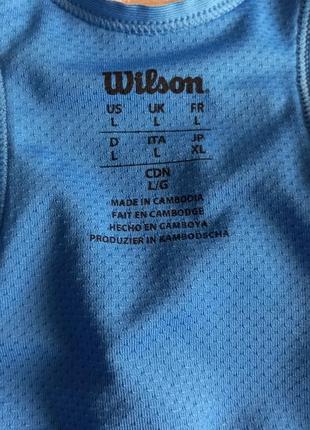 Wilson.
US UK FR
L L L
D ITA JP
L L XL
CDN
L/G
MADE IN CAMBODIA
FAIT EN CAMBODGE
HECHO EN CAMBOYA
PRODUZIER IN KAMBODSCHA